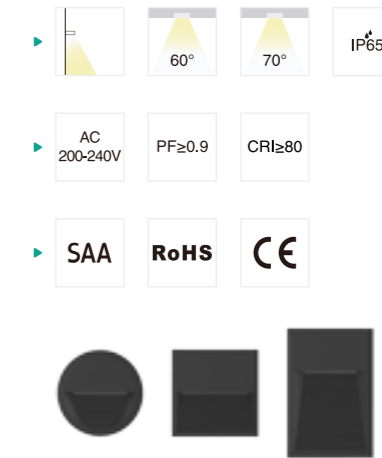 60°
70°
IP65
AC
200-240V
PF≥0.9
CRI≥80
SAA
RoHS
CE